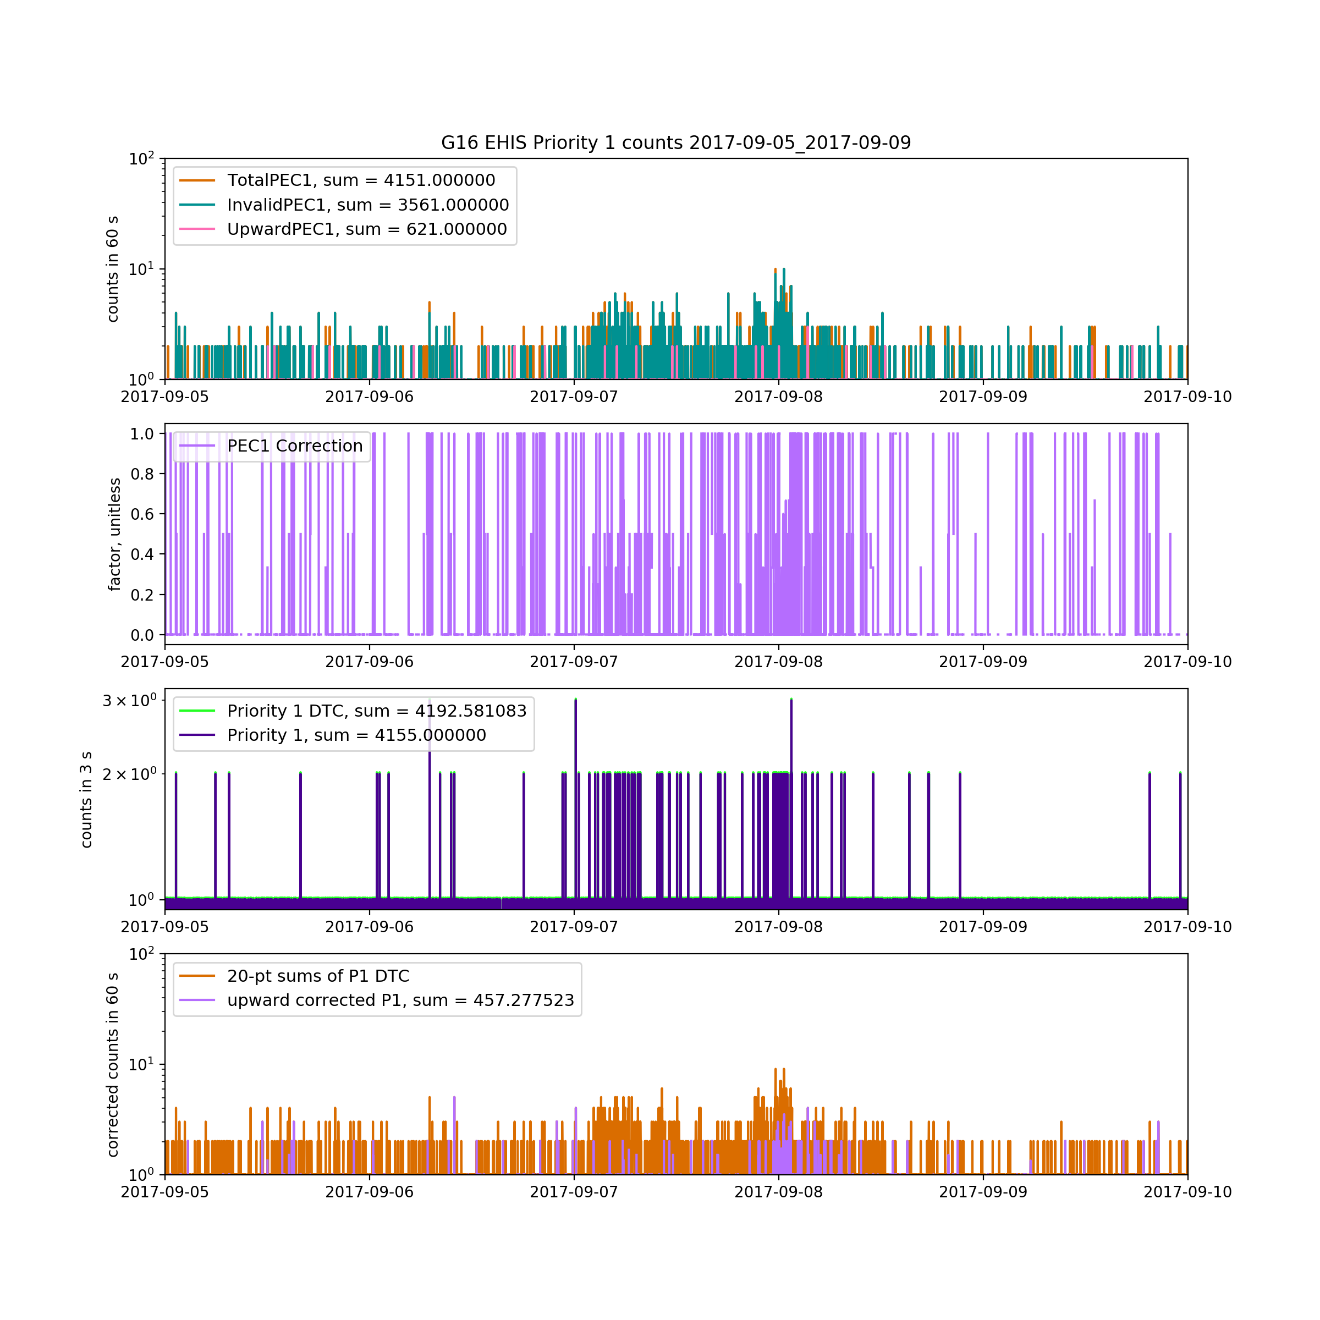 G16 EHIS Priority 1 counts 2017-09-05_2017-09-09
10²
10¹
10⁰
counts in 60 s
TotalPEC1, sum = 4151.000000
InvalidPEC1, sum = 3561.000000
UpwardPEC1, sum = 621.000000
2017-09-05 2017-09-06 2017-09-07 2017-09-08 2017-09-09 2017-09-10
1.0
0.8
0.6
0.4
0.2
0.0
factor, unitless
PEC1 Correction
2017-09-05 2017-09-06 2017-09-07 2017-09-08 2017-09-09 2017-09-10
3 × 10⁰
2 × 10⁰
10⁰
counts in 3 s
Priority 1 DTC, sum = 4192.581083
Priority 1, sum = 4155.000000
2017-09-05 2017-09-06 2017-09-07 2017-09-08 2017-09-09 2017-09-10
10²
10¹
10⁰
corrected counts in 60 s
20-pt sums of P1 DTC
upward corrected P1, sum = 457.277523
2017-09-05 2017-09-06 2017-09-07 2017-09-08 2017-09-09 2017-09-10